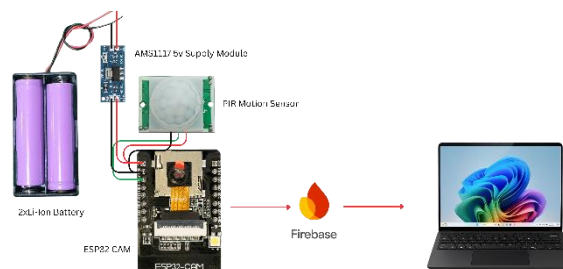 AMS1117 5v Supply Module
PIR Motion Sensor
2xLi-Ion Battery
ESP32 CAM
Firebase
ESP32-CAM